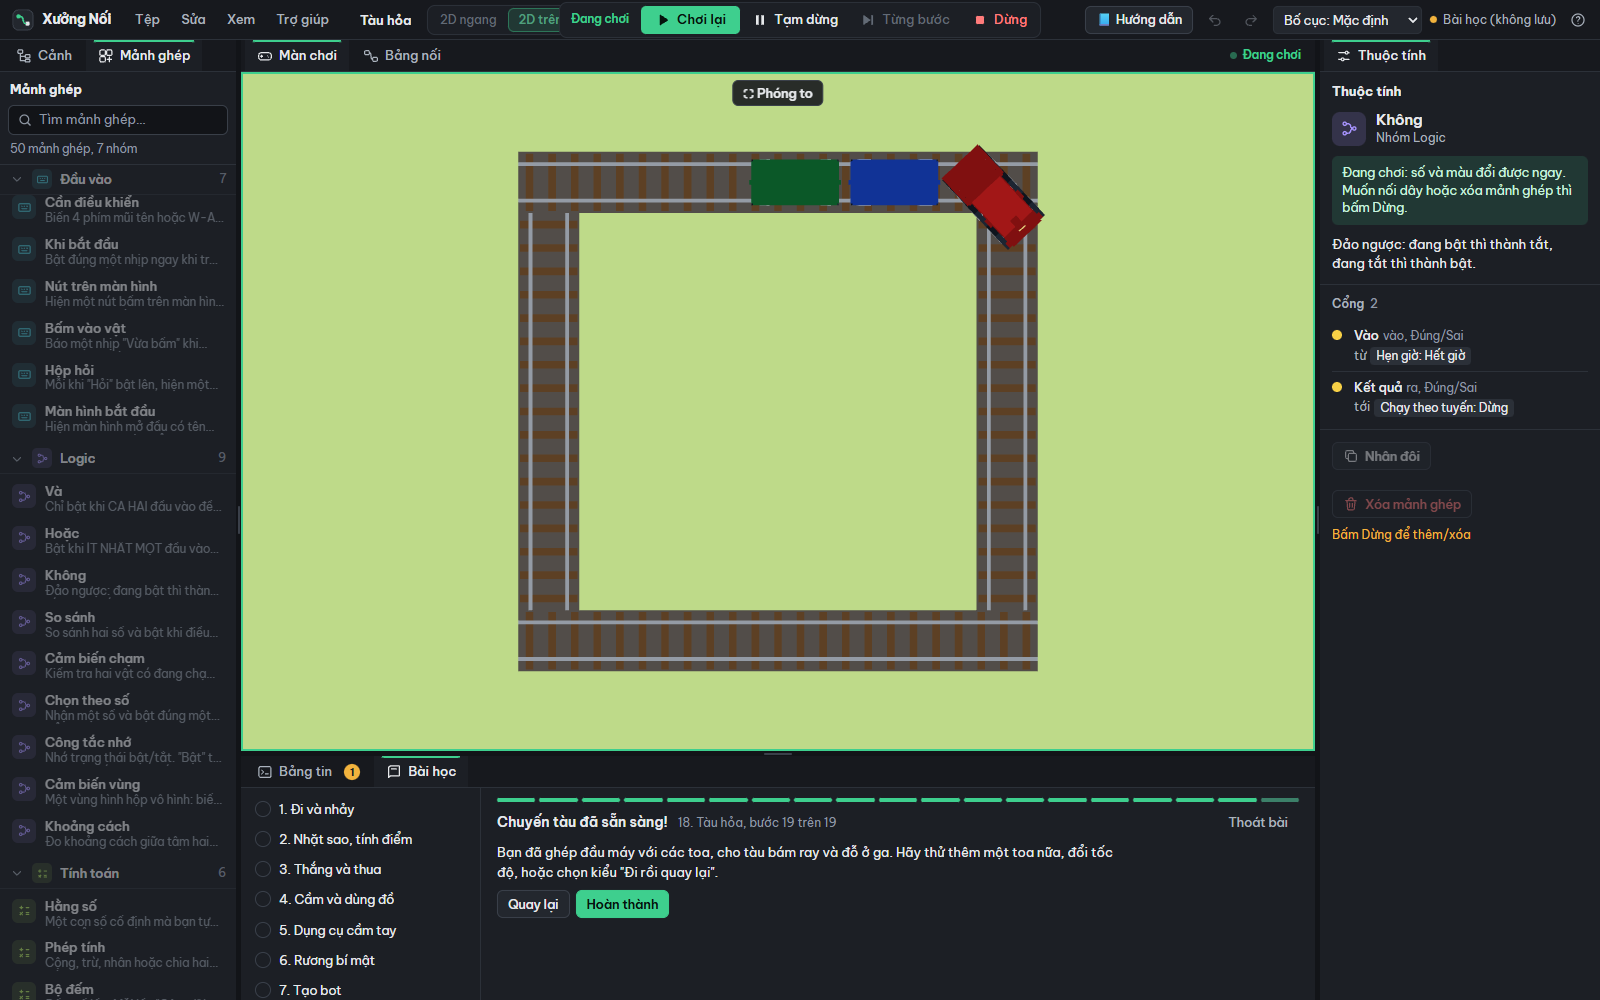 Xưởng Nối
Tệp
Sửa
Xem
Trợ giúp
Tàu hỏa
2D ngang
2D trên
Đang chơi
Chơi lại
Tạm dừng
Từng bước
Dừng
Hướng dẫn
Bố cục: Mặc định
Bài học (không lưu)
Cảnh
Mảnh ghép
Màn chơi
Bảng nối
Đang chơi
Thuộc tính
Mảnh ghép
Tìm mảnh ghép...
50 mảnh ghép, 7 nhóm
Đầu vào 7
Cần điều khiển
Biến 4 phím mũi tên hoặc W-A...
Khi bắt đầu
Bật đúng một nhịp ngay khi tr...
Nút trên màn hình
Hiện một nút bấm trên màn hìn...
Bấm vào vật
Báo một nhịp "Vừa bấm" khi...
Hộp hỏi
Mỗi khi "Hỏi" bật lên, hiện một...
Màn hình bắt đầu
Hiện màn hình mở đầu có tên...
Logic 9
Và
Chỉ bật khi CẢ HAI đầu vào đề...
Hoặc
Bật khi ÍT NHẤT MỘT đầu vào...
Không
Đảo ngược: đang bật thì thàn...
So sánh
So sánh hai số và bật khi điều...
Cảm biến chạm
Kiểm tra hai vật có đang chạ...
Chọn theo số
Nhận một số và bật đúng một...
Công tắc nhớ
Nhớ trạng thái bật/tắt. "Bật" t...
Cảm biến vùng
Một vùng hình hộp vô hình: biế...
Khoảng cách
Đo khoảng cách giữa tâm hai...
Tính toán 6
Hằng số
Một con số cố định mà bạn tự...
Phép tính
Cộng, trừ, nhân hoặc chia hai...
Bộ đếm
Phóng to
Bảng tin 1
Bài học
1. Đi và nhảy
2. Nhặt sao, tính điểm
3. Thắng và thua
4. Cầm và dùng đồ
5. Dụng cụ cầm tay
6. Rương bí mật
7. Tạo bot
Chuyến tàu đã sẵn sàng! 18. Tàu hỏa, bước 19 trên 19
Thoát bài
Bạn đã ghép đầu máy với các toa, cho tàu bám ray và đỗ ở ga. Hãy thử thêm một toa nữa, đổi tốc
độ, hoặc chọn kiểu "Đi rồi quay lại".
Quay lại
Hoàn thành
Thuộc tính
Không
Nhóm Logic
Đang chơi: số và màu đổi được ngay.
Muốn nối dây hoặc xóa mảnh ghép thì
bấm Dừng.
Đảo ngược: đang bật thì thành tắt,
đang tắt thì thành bật.
Cổng 2
Vào vào, Đúng/Sai
từ Hẹn giờ: Hết giờ
Kết quả ra, Đúng/Sai
tới Chạy theo tuyến: Dừng
Nhân đôi
Xóa mảnh ghép
Bấm Dừng để thêm/xóa